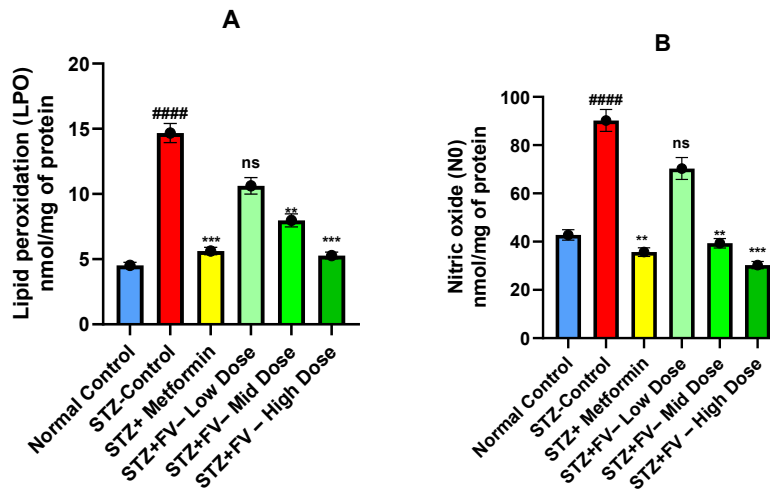 A
Lipid peroxidation (LPO)
nmol/mg of protein
20
15
10
5
0
####
***
ns
**
***
Normal Control
STZ-Control
STZ+ Metformin
STZ+FV– Low Dose
STZ+FV– Mid Dose
STZ+FV – High Dose
B
Nitric oxide (N0)
nmol/mg of protein
100
80
60
40
20
0
####
**
ns
**
***
Normal Control
STZ-Control
STZ+ Metformin
STZ+FV– Low Dose
STZ+FV– Mid Dose
STZ+FV – High Dose